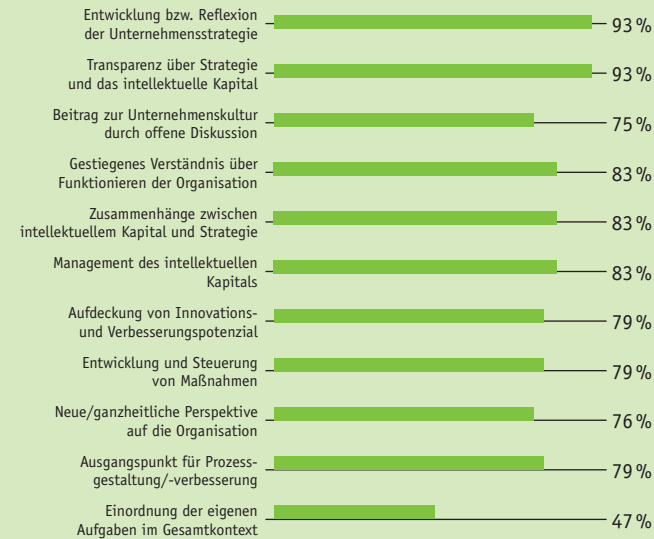 Entwicklung bzw. Reflexion
der Unternehmensstrategie
93 %
Transparenz über Strategie
und das intellektuelle Kapital
93 %
Beitrag zur Unternehmenskultur
durch offene Diskussion
75 %
Gestiegenes Verständnis über
Funktionieren der Organisation
83 %
Zusammenhänge zwischen
intellektuellem Kapital und Strategie
83 %
Management des intellektuellen
Kapitals
83 %
Aufdeckung von Innovations-
und Verbesserungspotenzial
79 %
Entwicklung und Steuerung
von Maßnahmen
79 %
Neue/ganzheitliche Perspektive
auf die Organisation
76 %
Ausgangspunkt für Prozess-
gestaltung/-verbesserung
79 %
Einordnung der eigenen
Aufgaben im Gesamtkontext
47 %